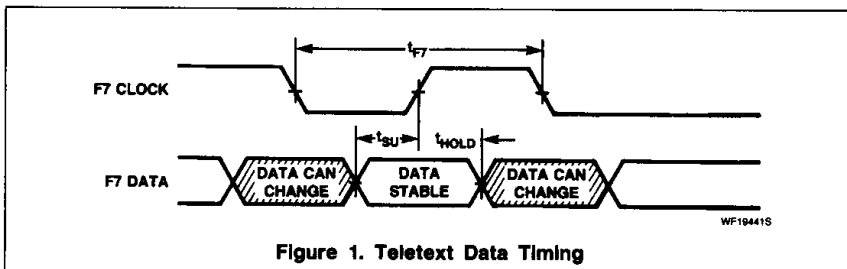 tF7
F7 CLOCK
tSU
tHOLD
F7 DATA
DATA CAN
CHANGE
DATA
STABLE
DATA CAN
CHANGE
WF19441S
Figure 1. Teletext Data Timing